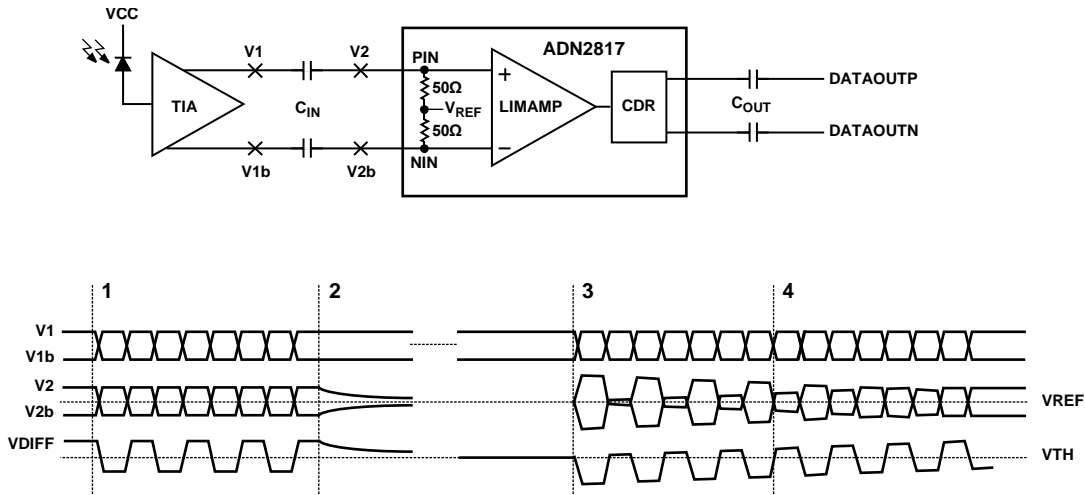 VCC
ADN2817
V1
V2
PIN
TIA
CIN
50Ω
VREF
50Ω
LIMAMP
CDR
COUT
DATAOUTP
DATAOUTN
NIN
V1b
V2b
+
–
1
2
3
4
V1
V1b
V2
V2b
VREF
VDIFF
VTH